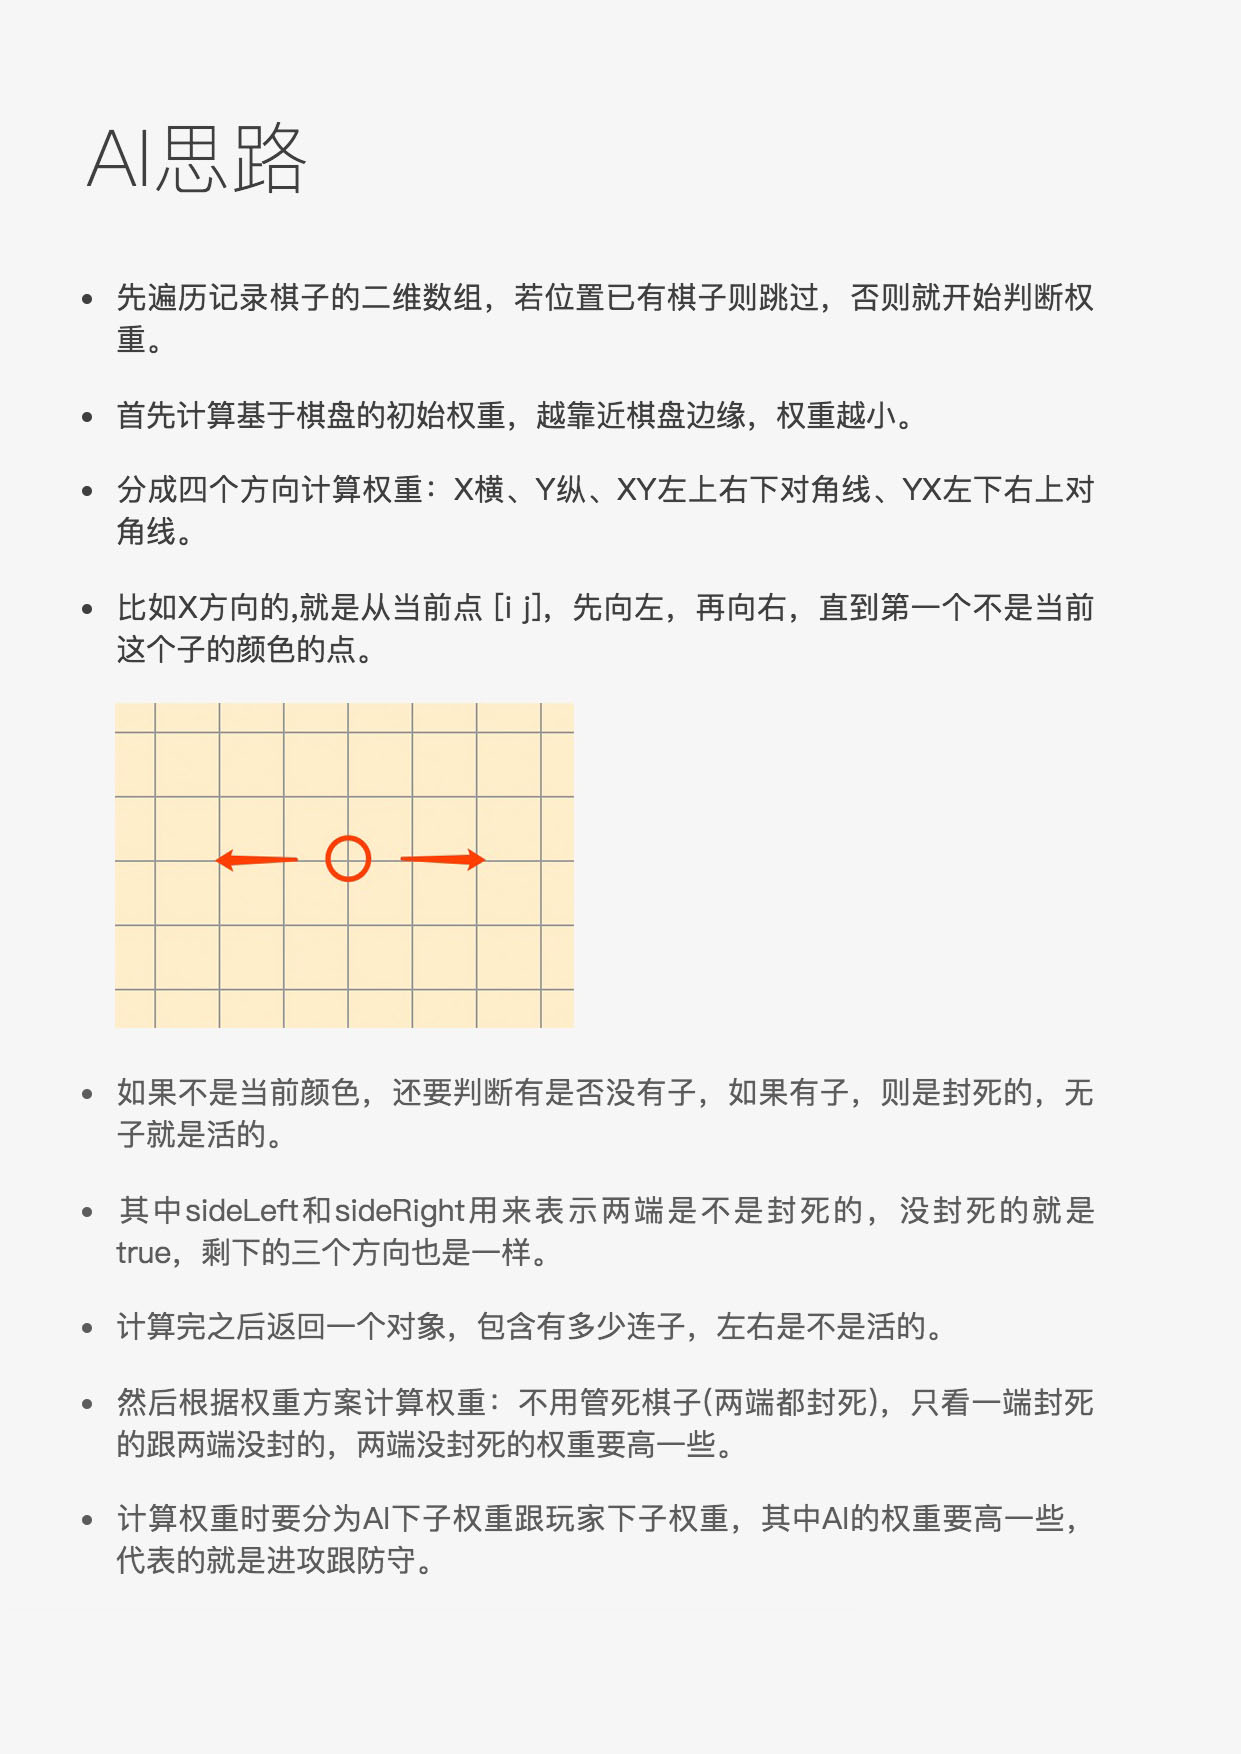 AI思路
• 先遍历记录棋子的二维数组，若位置已有棋子则跳过，否则就开始判断权
重。
• 首先计算基于棋盘的初始权重，越靠近棋盘边缘，权重越小。
• 分成四个方向计算权重：X横、Y纵、XY左上右下对角线、YX左下右上对
角线。
• 比如X方向的,就是从当前点 [i j]，先向左，再向右，直到第一个不是当前
这个子的颜色的点。
• 如果不是当前颜色，还要判断有是否没有子，如果有子，则是封死的，无
子就是活的。
• 其中sideLeft和sideRight用来表示两端是不是封死的，没封死的就是
true，剩下的三个方向也是一样。
• 计算完之后返回一个对象，包含有多少连子，左右是不是活的。
• 然后根据权重方案计算权重：不用管死棋子(两端都封死)，只看一端封死
的跟两端没封的，两端没封死的权重要高一些。
• 计算权重时要分为AI下子权重跟玩家下子权重，其中AI的权重要高一些，
代表的就是进攻跟防守。